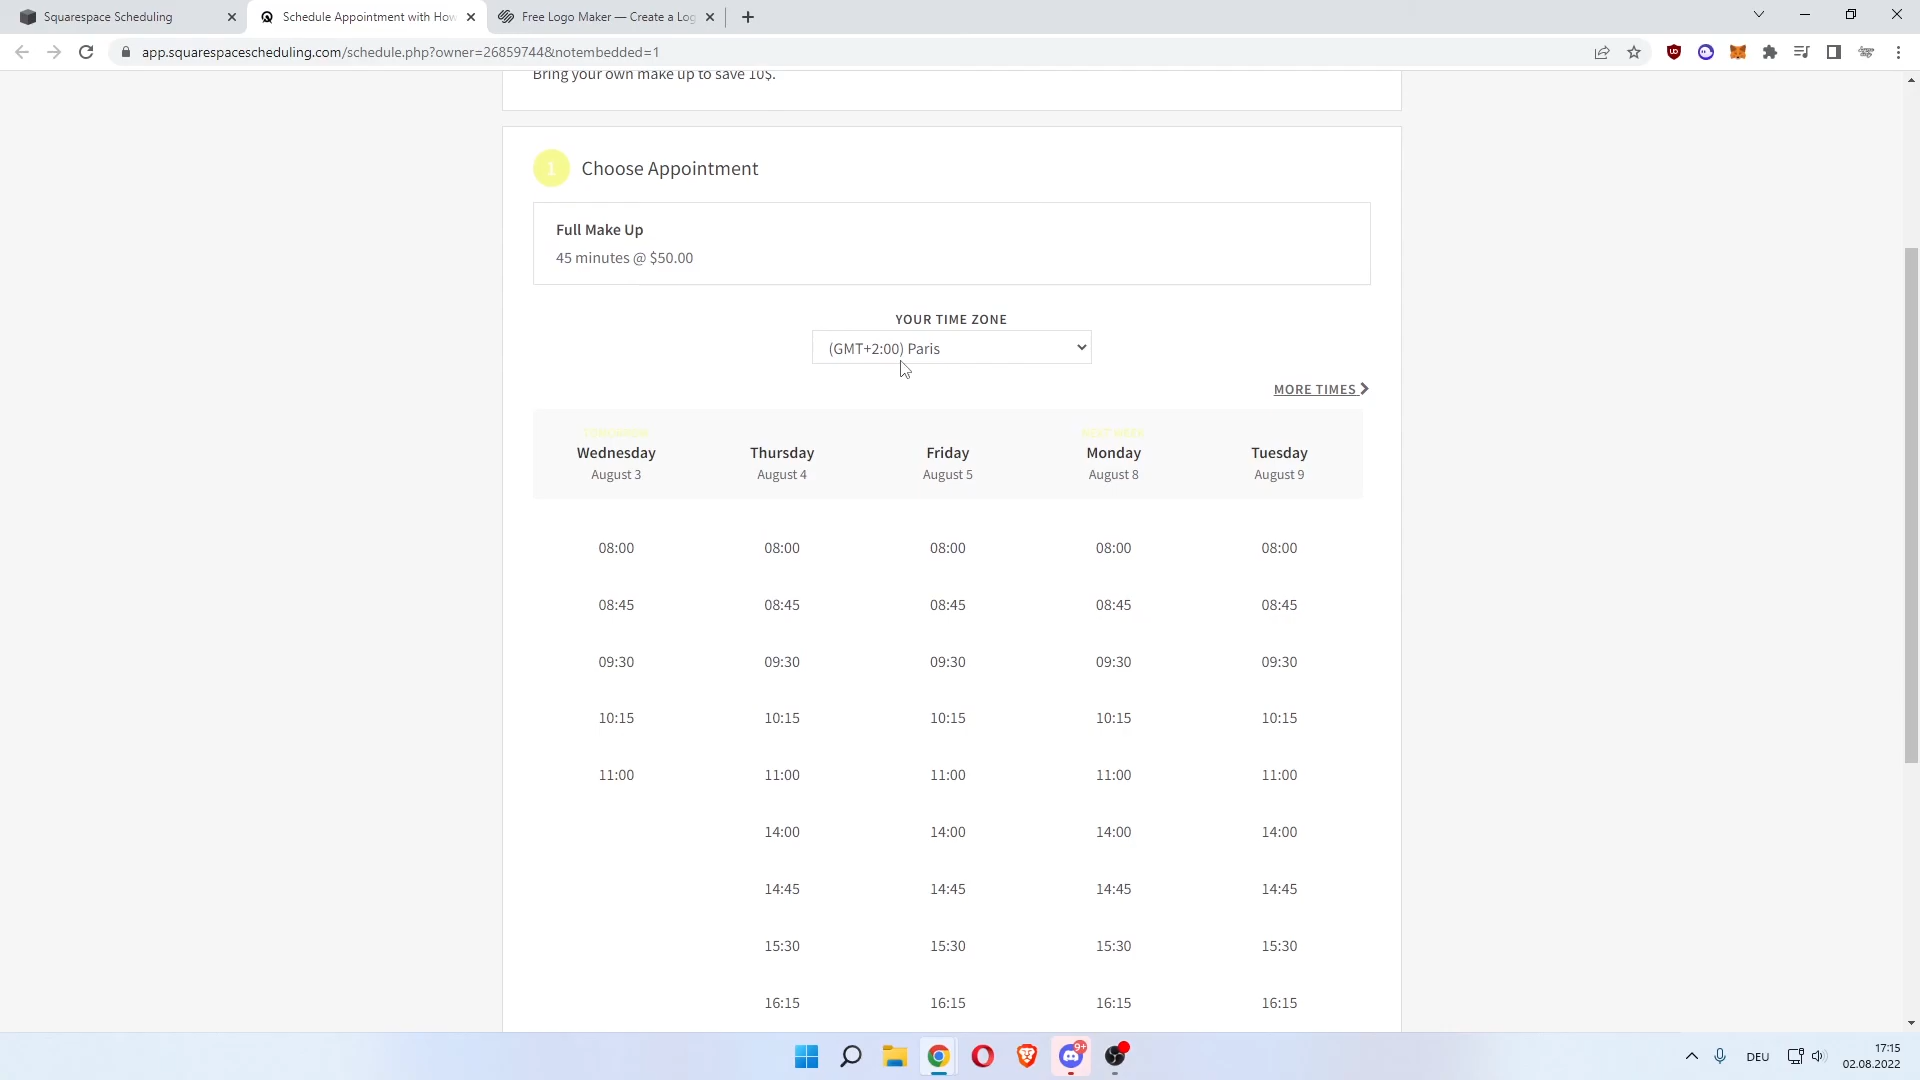 Squarespace Scheduling
Schedule Appointment with How
Free Logo Maker — Create a Log
app.squarespacescheduling.com/schedule.php?owner=26859744&notembedded=1
Bring your own make up to save 10$.
1 Choose Appointment
Full Make Up
45 minutes @ $50.00
YOUR TIME ZONE
(GMT+2:00) Paris
MORE TIMES
TOMORROW NEXT WEEK
Wednesday Thursday Friday Monday Tuesday
August 3 August 4 August 5 August 8 August 9
08:00 08:00 08:00 08:00 08:00
08:45 08:45 08:45 08:45 08:45
09:30 09:30 09:30 09:30 09:30
10:15 10:15 10:15 10:15 10:15
11:00 11:00 11:00 11:00 11:00
14:00 14:00 14:00 14:00
14:45 14:45 14:45 14:45
15:30 15:30 15:30 15:30
16:15 16:15 16:15 16:15
9+
DEU
17:15
02.08.2022